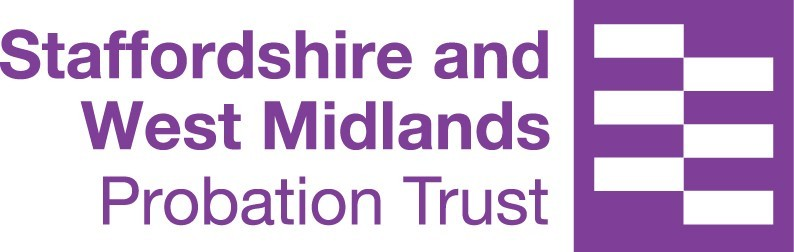 Staffordshire and
West Midlands
Probation Trust